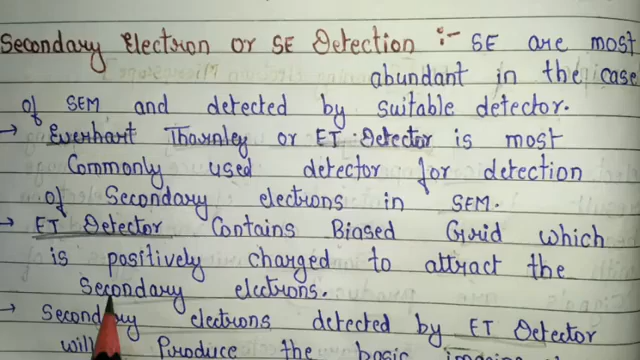 Secondary Electron or SE Detection :- SE are most
abundant in the case
of SEM and detected by suitable detector.
→ Everhart Thornley or ET Detector is most
Commonly used detector for detection
of Secondary electrons in SEM.
→ ET Detector Contains Biased Grid which
is positively charged to attract the
Secondary electrons.
→ Secondary electrons detected by ET Detector
will Produce the basic